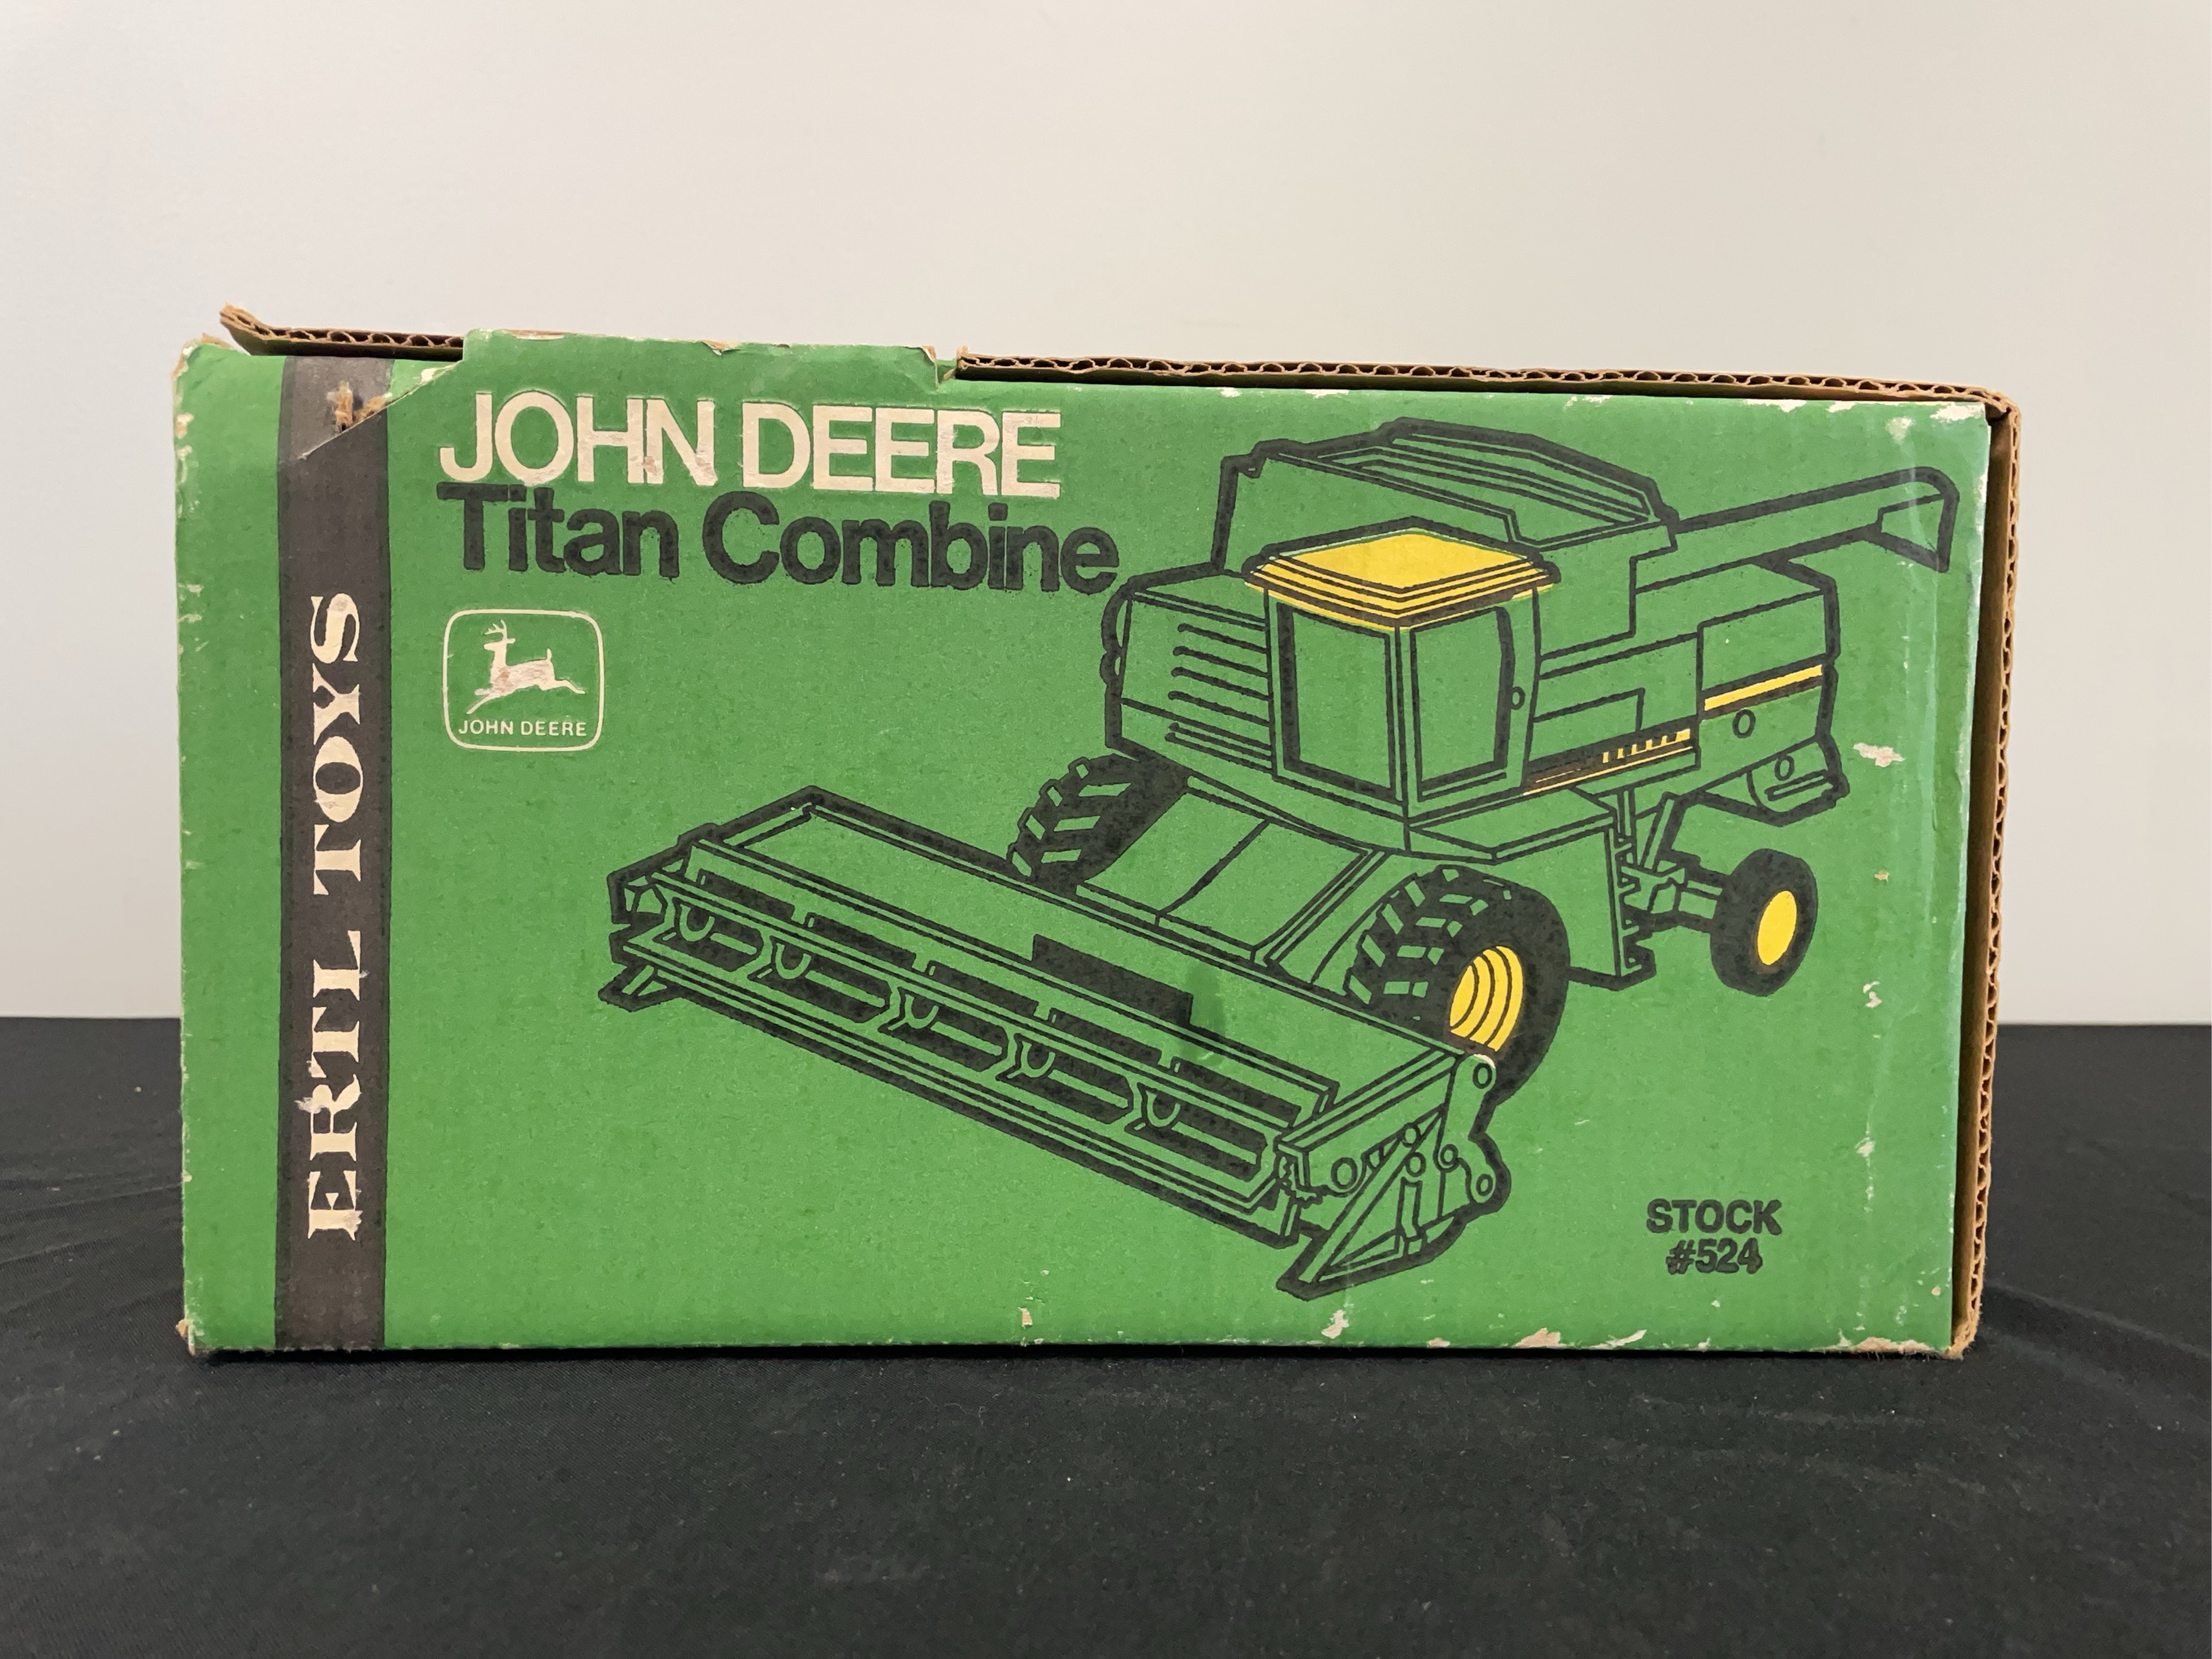 JOHN DEERE
Titan Combine
JOHN DEERE
ERTL TOYS
STOCK
#524